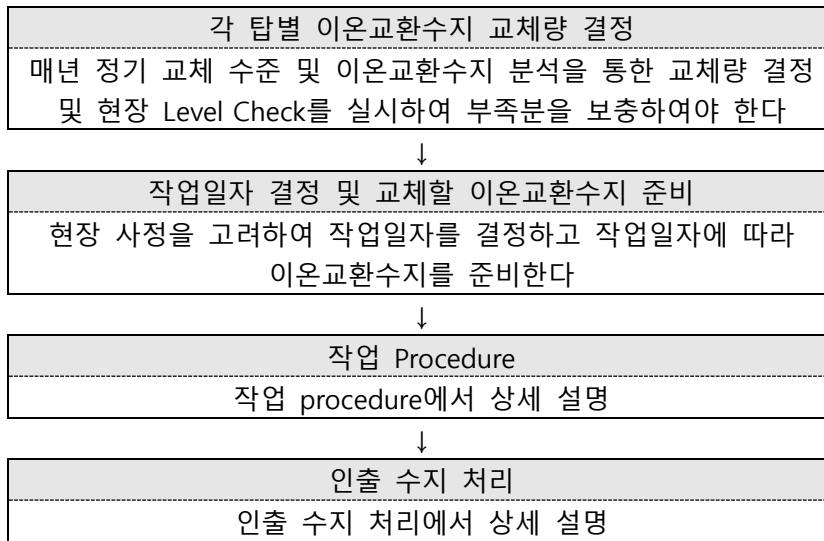 각 탑별 이온교환수지 교체량 결정
매년 정기 교체 수준 및 이온교환수지 분석을 통한 교체량 결정
및 현장 Level Check를 실시하여 부족분을 보충하여야 한다
↓
작업일자 결정 및 교체할 이온교환수지 준비
현장 사정을 고려하여 작업일자를 결정하고 작업일자에 따라
이온교환수지를 준비한다
↓
작업 Procedure
작업 procedure에서 상세 설명
↓
인출 수지 처리
인출 수지 처리에서 상세 설명